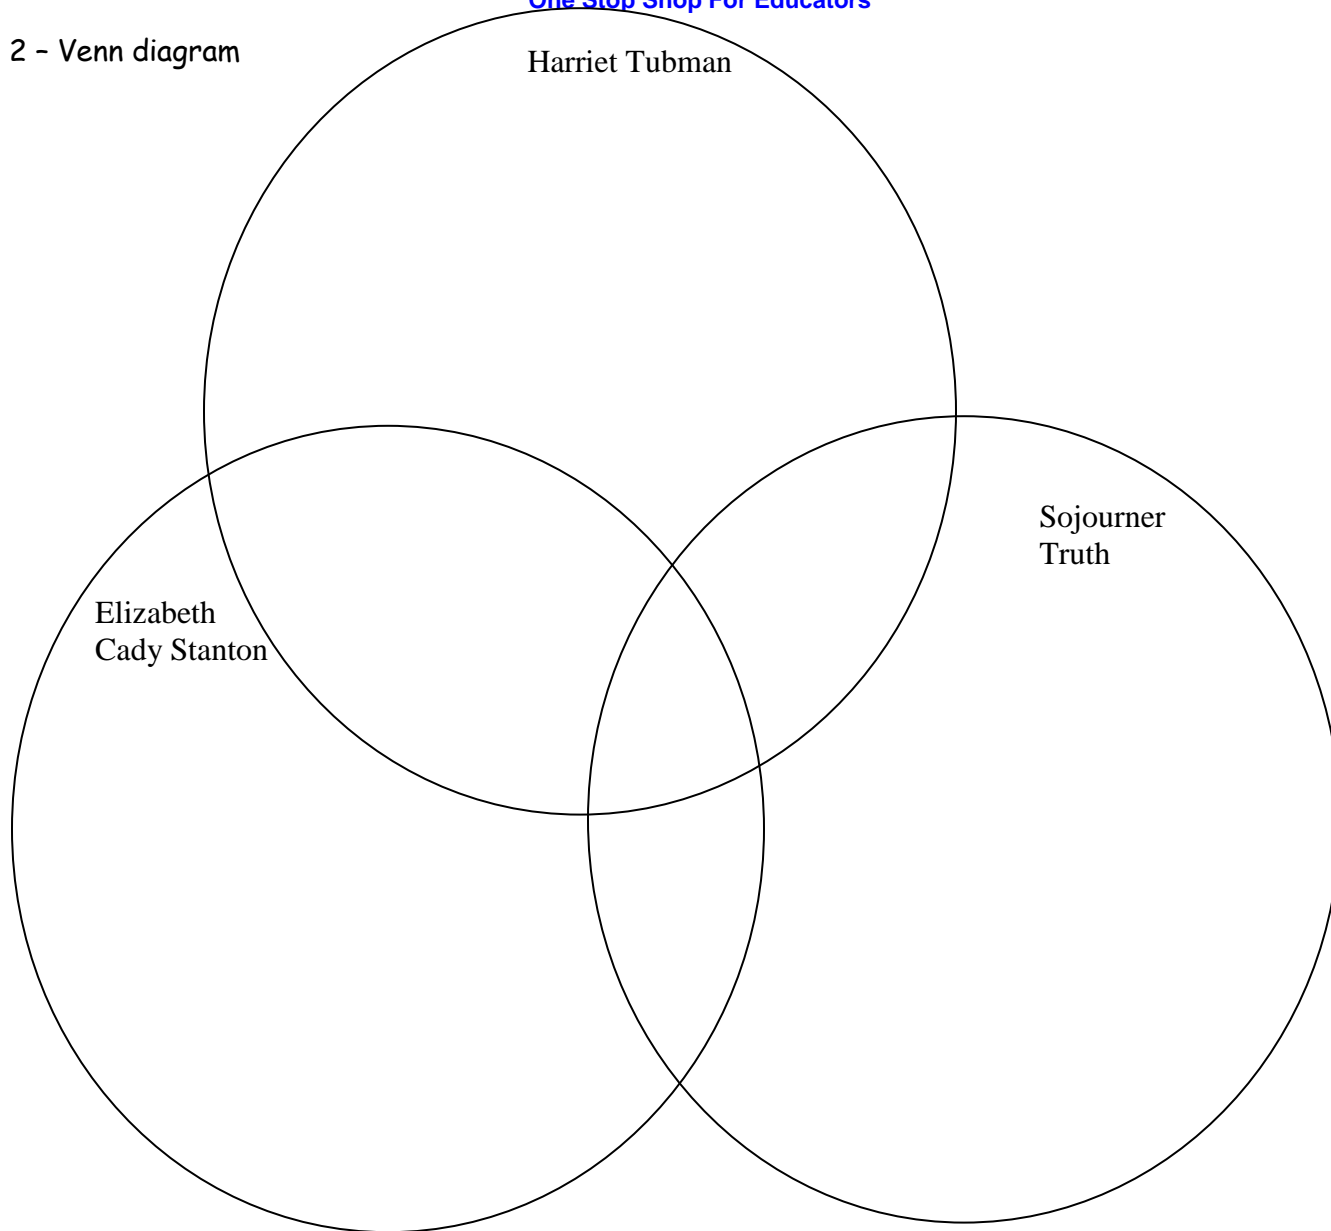 One Stop Shop For Educators
2 – Venn diagram
Harriet Tubman
Sojourner
Truth
Elizabeth
Cady Stanton